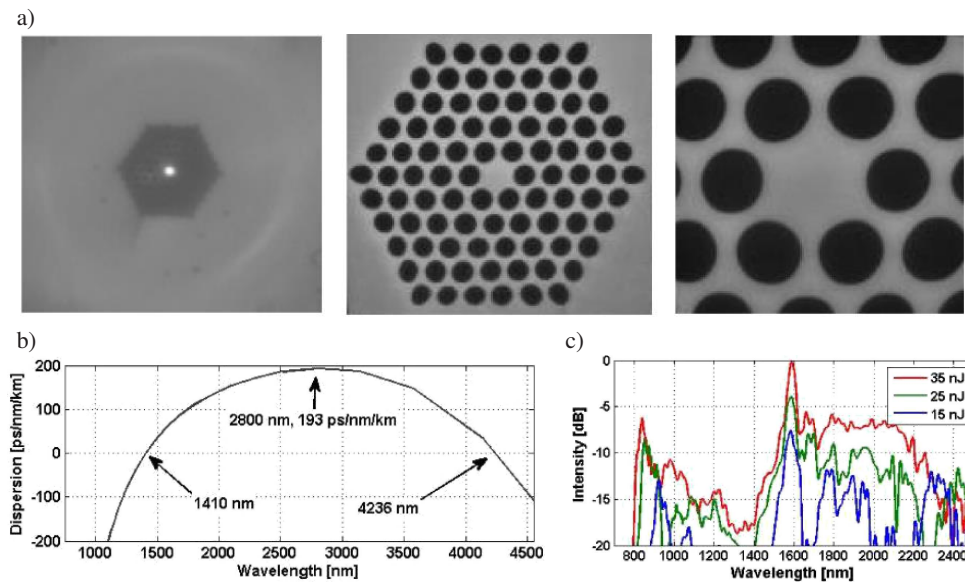 a)
b)
Dispersion [ps/nm/km]
200
100
0
-100
-200
2800 nm, 193 ps/nm/km
1410 nm
4236 nm
1000 1500 2000 2500 3000 3500 4000 4500
Wavelength [nm]
c)
Intensity [dB]
0
-5
-10
-15
-20
35 nJ
25 nJ
15 nJ
800 1000 1200 1400 1600 1800 2000 2200 2400
Wavelength [nm]